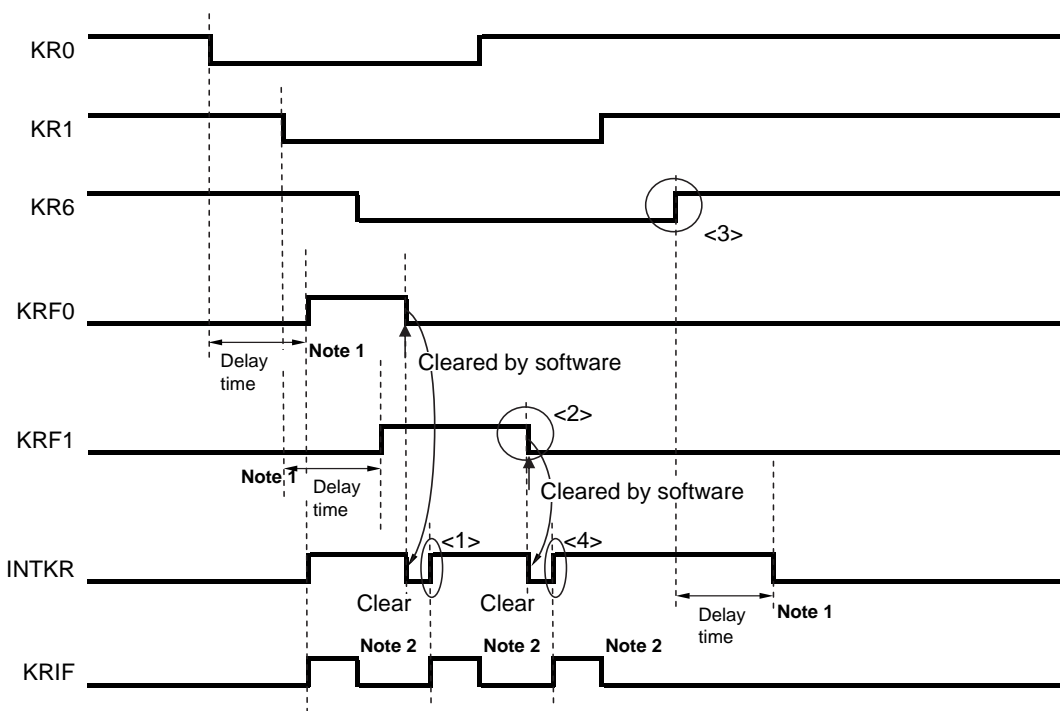 KR0
KR1
KR6
<3>
KRF0
Delay
time
Note 1
Cleared by software
<2>
KRF1
Note 1
Delay
time
Cleared by software
<1>
<4>
INTKR
Clear
Clear
Delay
time
Note 1
Note 2
Note 2
Note 2
KRIF